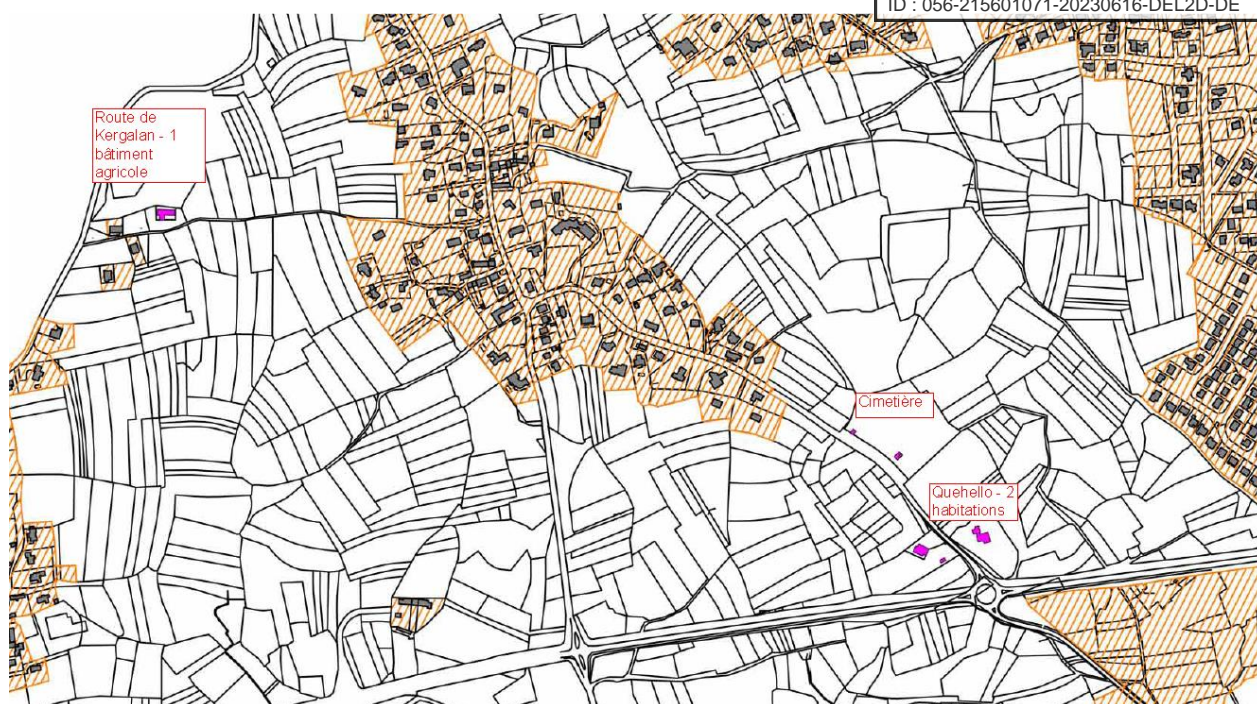 ID : 056-215601071-20230616-DEL2D-DE
Route de
Kergalan - 1
bâtiment
agricole
Cimetière
Quehello - 2
habitations